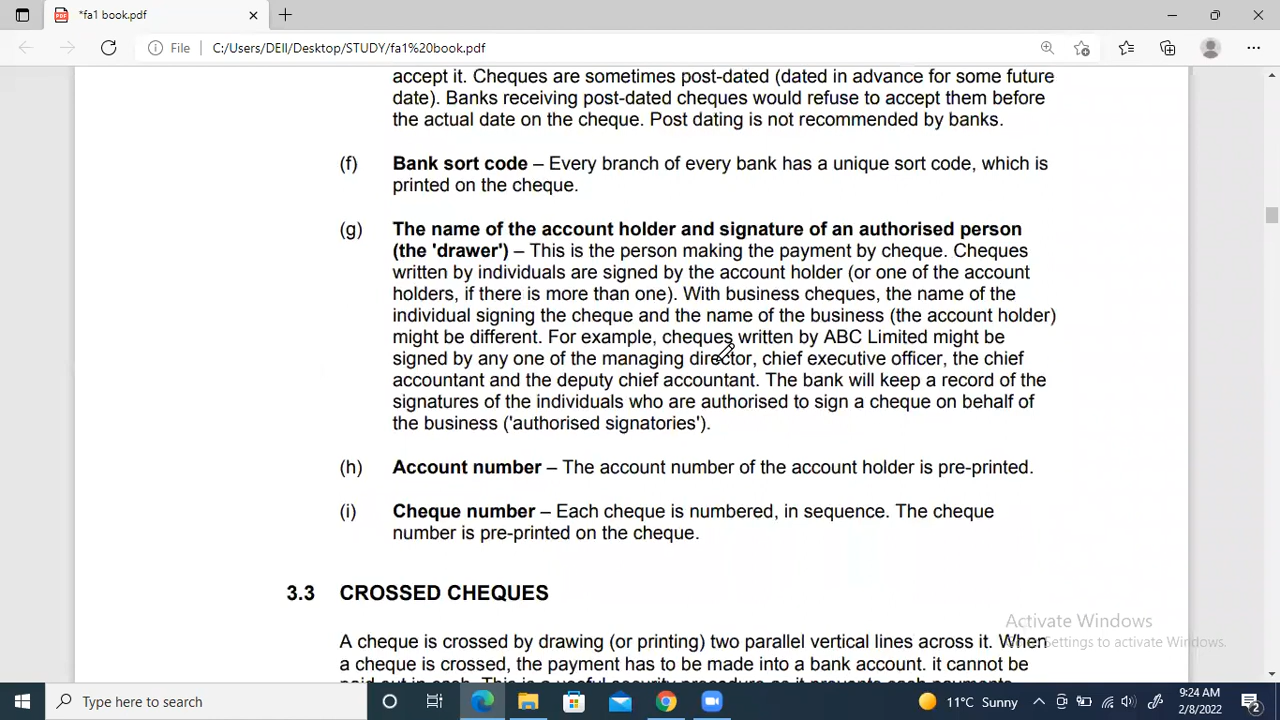 *fa1 book.pdf
File
C:/Users/DEll/Desktop/STUDY/fa1%20book.pdf
accept it. Cheques are sometimes post-dated (dated in advance for some future
date). Banks receiving post-dated cheques would refuse to accept them before
the actual date on the cheque. Post dating is not recommended by banks.
(f) Bank sort code – Every branch of every bank has a unique sort code, which is
printed on the cheque.
(g) The name of the account holder and signature of an authorised person
(the 'drawer') – This is the person making the payment by cheque. Cheques
written by individuals are signed by the account holder (or one of the account
holders, if there is more than one). With business cheques, the name of the
individual signing the cheque and the name of the business (the account holder)
might be different. For example, cheques written by ABC Limited might be
signed by any one of the managing director, chief executive officer, the chief
accountant and the deputy chief accountant. The bank will keep a record of the
signatures of the individuals who are authorised to sign a cheque on behalf of
the business ('authorised signatories').
(h) Account number – The account number of the account holder is pre-printed.
(i) Cheque number – Each cheque is numbered, in sequence. The cheque
number is pre-printed on the cheque.
3.3 CROSSED CHEQUES
A cheque is crossed by drawing (or printing) two parallel vertical lines across it. When
a cheque is crossed, the payment has to be made into a bank account. it cannot be
Activate Windows
Settings to activate Windows.
Type here to search
11°C Sunny
9:24 AM
2/8/2022
2